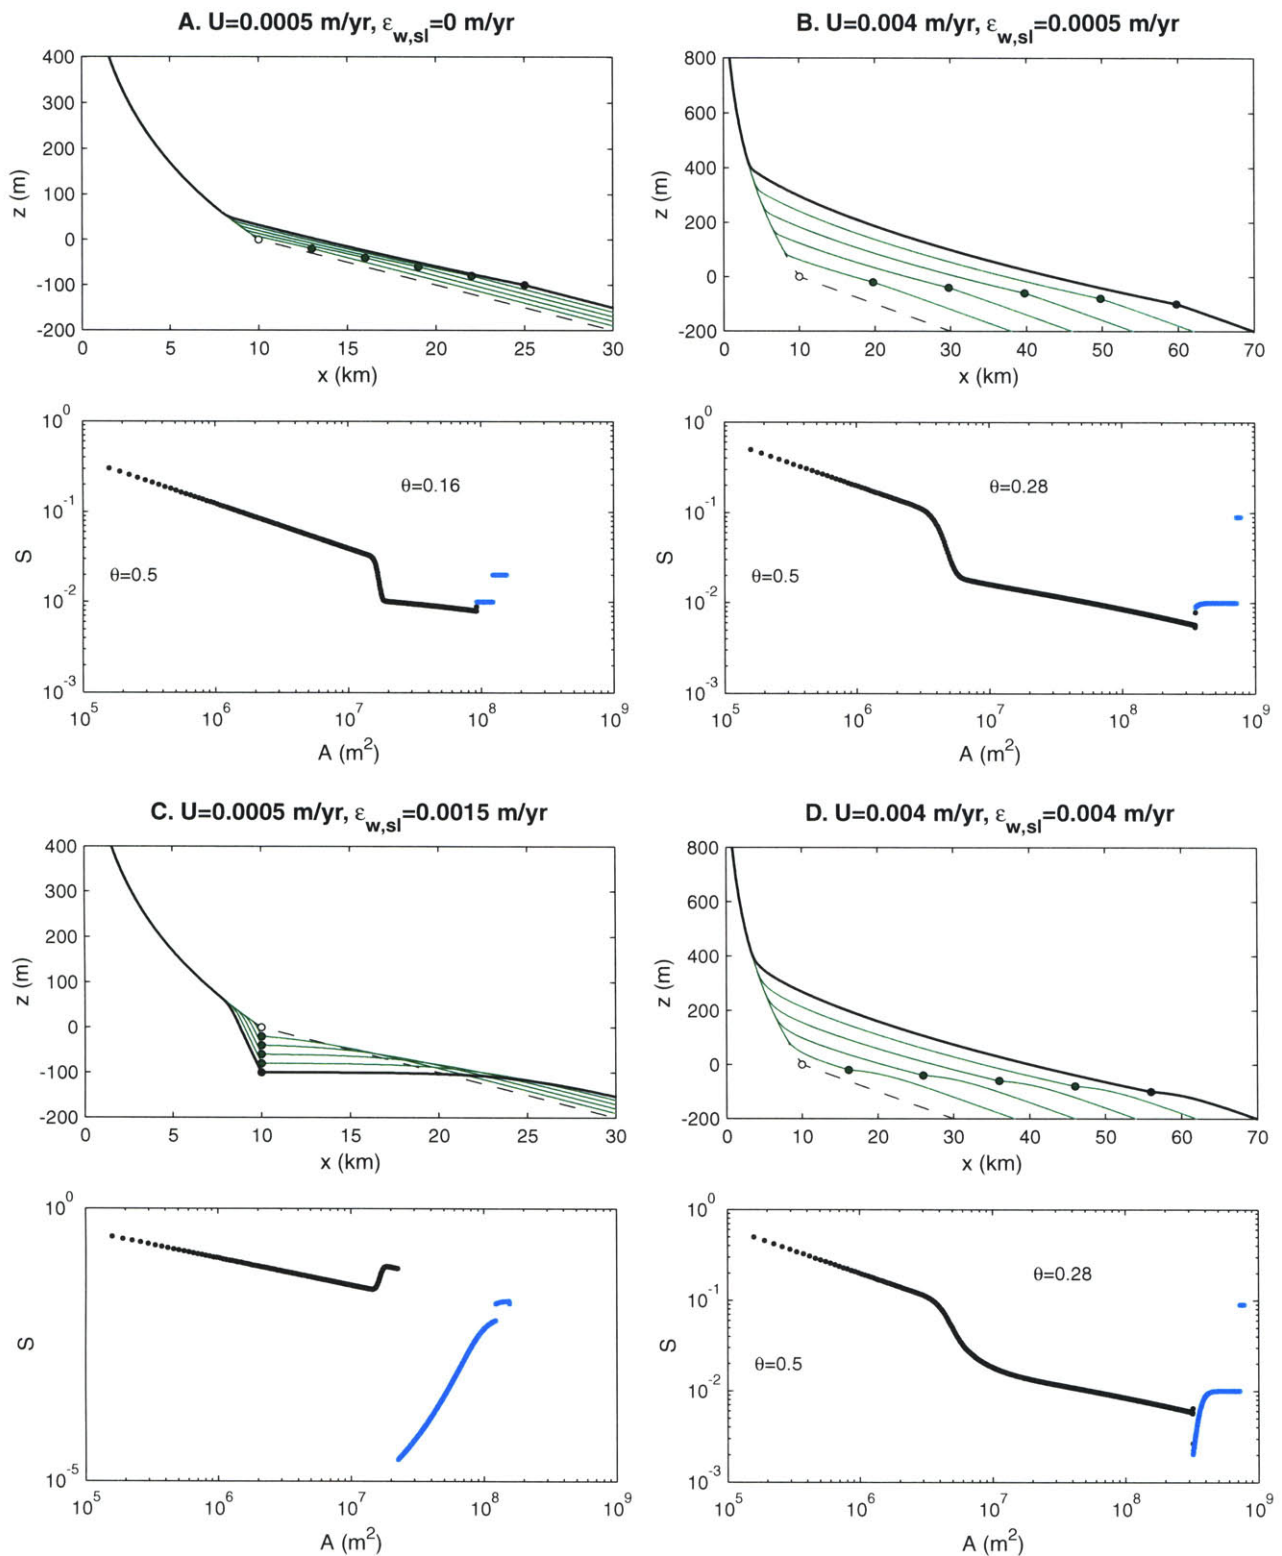 A. U=0.0005 m/yr, ε_w,sl=0 m/yr
400
300
200
100
0
-100
-200
z (m)
0 5 10 15 20 25 30
x (km)
B. U=0.004 m/yr, ε_w,sl=0.0005 m/yr
800
600
400
200
0
-200
z (m)
0 10 20 30 40 50 60 70
x (km)
10^0
10^-1
10^-2
10^-3
S
θ=0.16
θ=0.5
10^5 10^6 10^7 10^8 10^9
A (m^2)
10^0
10^-1
10^-2
10^-3
S
θ=0.28
θ=0.5
10^5 10^6 10^7 10^8 10^9
A (m^2)
C. U=0.0005 m/yr, ε_w,sl=0.0015 m/yr
400
300
200
100
0
-100
-200
z (m)
0 5 10 15 20 25 30
x (km)
D. U=0.004 m/yr, ε_w,sl=0.004 m/yr
800
600
400
200
0
-200
z (m)
0 10 20 30 40 50 60 70
x (km)
10^0
10^-5
S
10^5 10^6 10^7 10^8 10^9
A (m^2)
10^0
10^-1
10^-2
10^-3
S
θ=0.28
θ=0.5
10^5 10^6 10^7 10^8 10^9
A (m^2)